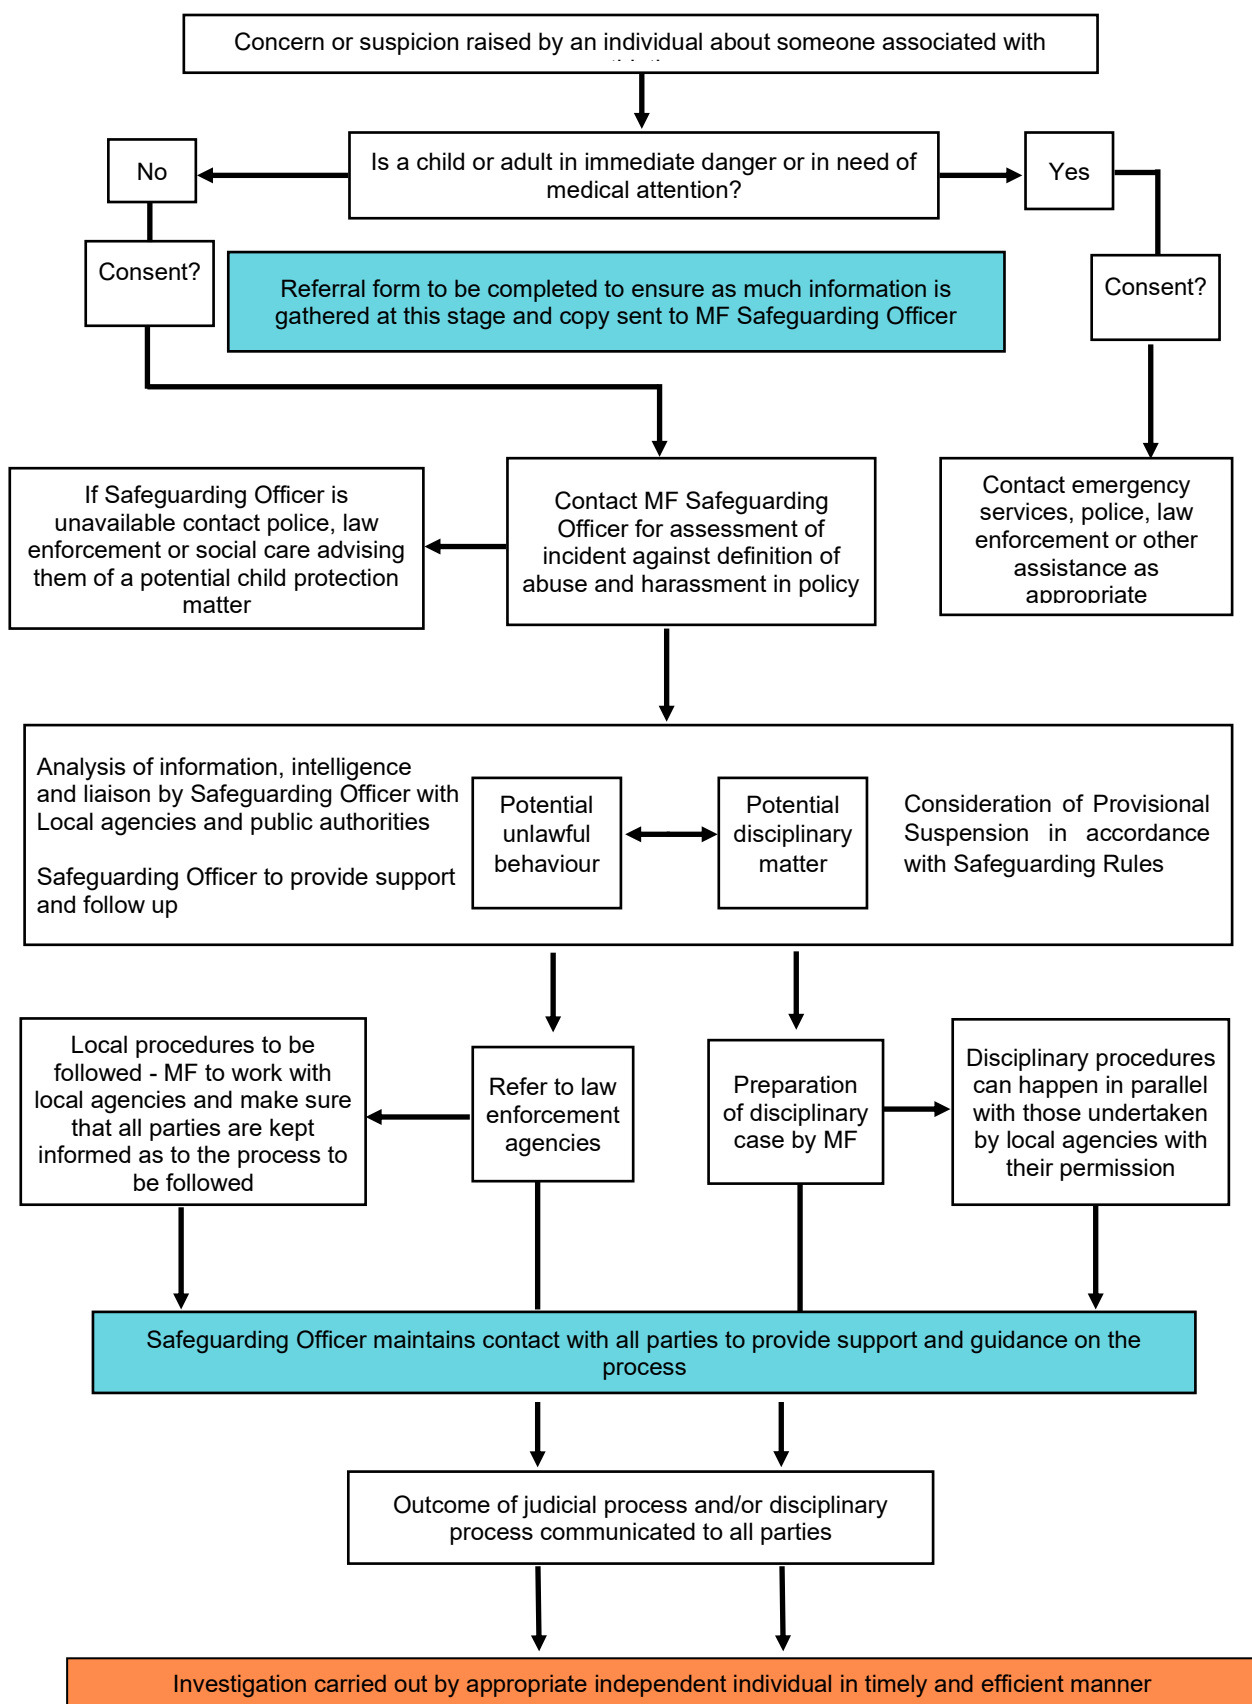 Concern or suspicion raised by an individual about someone associated with
Is a child or adult in immediate danger or in need of
medical attention?
No
Yes
Consent?
Consent?
Referral form to be completed to ensure as much information is
gathered at this stage and copy sent to MF Safeguarding Officer
If Safeguarding Officer is
unavailable contact police, law
enforcement or social care advising
them of a potential child protection
matter
Contact MF Safeguarding
Officer for assessment of
incident against definition of
abuse and harassment in policy
Contact emergency
services, police, law
enforcement or other
assistance as
appropriate
Analysis of information, intelligence
and liaison by Safeguarding Officer with
Local agencies and public authorities
Safeguarding Officer to provide support
and follow up
Potential
unlawful
behaviour
Potential
disciplinary
matter
Consideration of Provisional
Suspension in accordance
with Safeguarding Rules
Local procedures to be
followed - MF to work with
local agencies and make sure
that all parties are kept
informed as to the process to
be followed
Refer to law
enforcement
agencies
Preparation
of disciplinary
case by MF
Disciplinary procedures
can happen in parallel
with those undertaken
by local agencies with
their permission
Safeguarding Officer maintains contact with all parties to provide support and guidance on the
process
Outcome of judicial process and/or disciplinary
process communicated to all parties
Investigation carried out by appropriate independent individual in timely and efficient manner